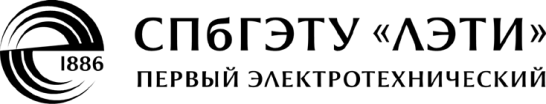 1886
СПбГЭТУ «ЛЭТИ»
ПЕРВЫЙ ЭЛЕКТРОТЕХНИЧЕСКИЙ